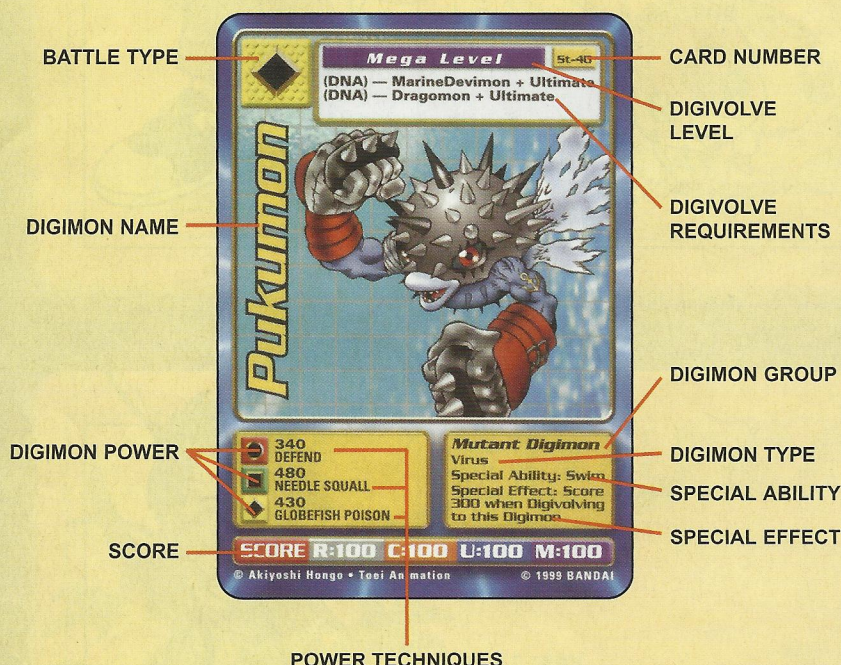 BATTLE TYPE
Mega Level
St-46
CARD NUMBER
(DNA) — MarineDevimon + Ultimate
(DNA) — Dragomon + Ultimate
DIGIVOLVE
LEVEL
DIGIMON NAME
Pukumon
DIGIVOLVE
REQUIREMENTS
DIGIMON GROUP
DIGIMON POWER
340
DEFEND
480
NEEDLE SQUALL
430
GLOBEFISH POISON
Mutant Digimon
Virus
Special Ability: Swim
Special Effect: Score
300 when Digivolving
to this Digimon
DIGIMON TYPE
SPECIAL ABILITY
SPECIAL EFFECT
SCORE
SCORE R:100 C:100 U:100 M:100
© Akiyoshi Hongo • Toei Animation © 1999 BANDAI
POWER TECHNIQUES